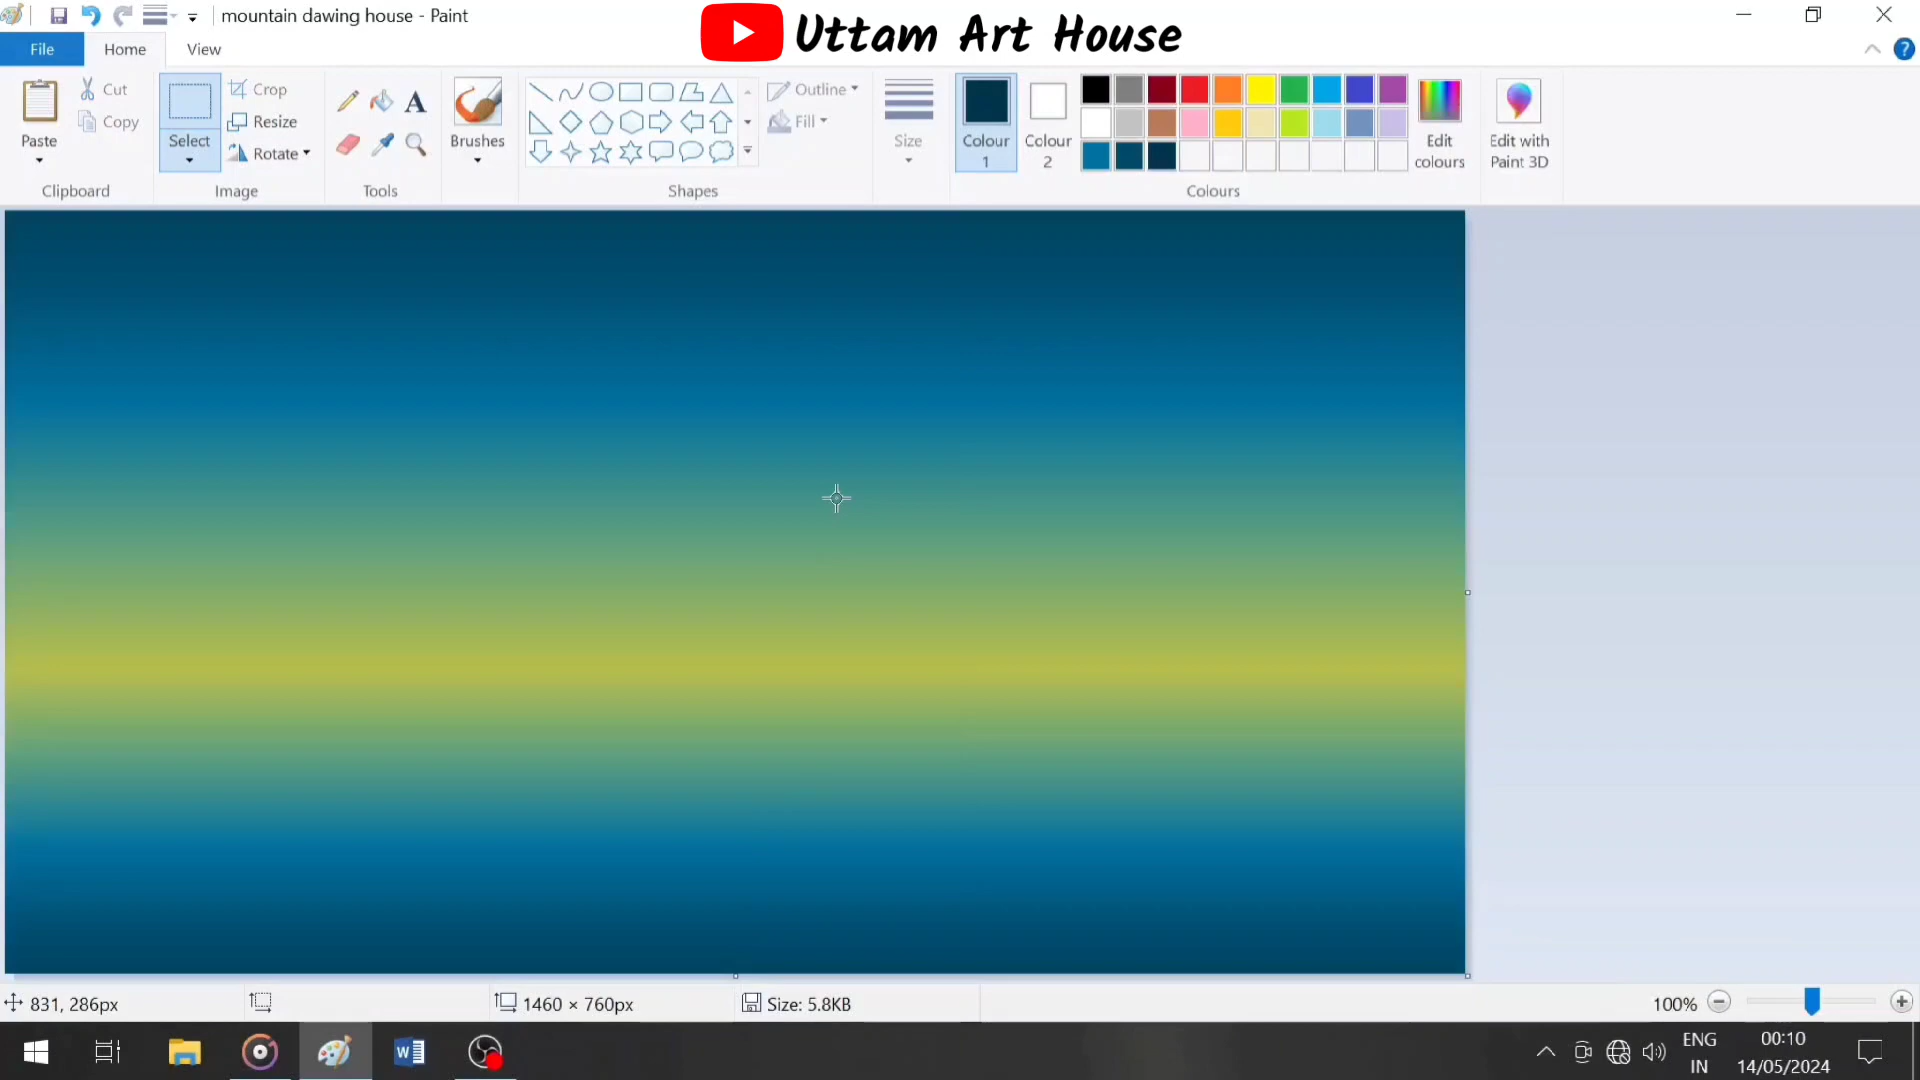 mountain dawing house - Paint
Uttam Art House
File
Home
View
Paste
Cut
Copy
Clipboard
Select
Crop
Resize
Rotate
Image
A
Tools
Brushes
Shapes
Outline
Fill
Size
Colour
1
Colour
2
Edit
colours
Colours
Edit with
Paint 3D
?
831, 286px
1460 × 760px
Size: 5.8KB
100%
W
ENG
IN
00:10
14/05/2024